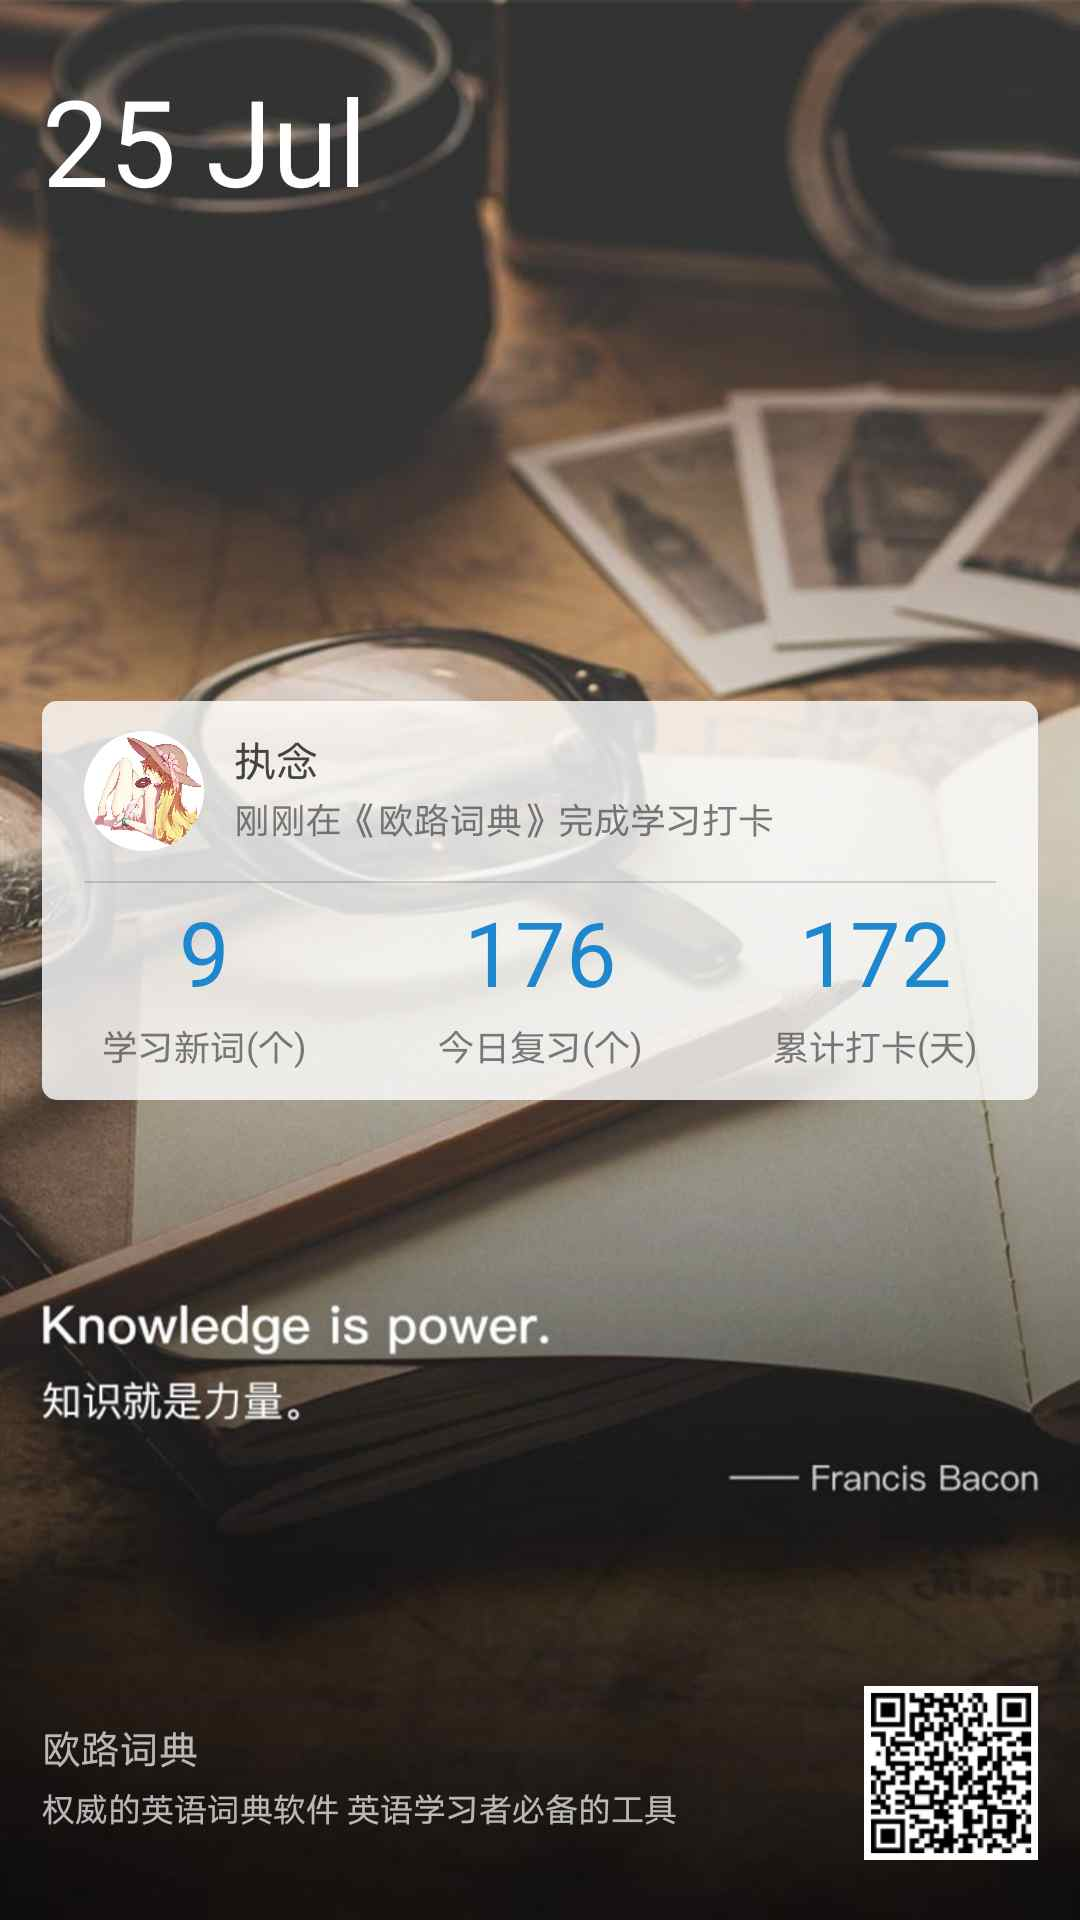 25 Jul
执念
刚刚在《欧路词典》完成学习打卡
9 176 172
学习新词(个) 今日复习(个) 累计打卡(天)
Knowledge is power.
知识就是力量。
—— Francis Bacon
欧路词典
权威的英语词典软件 英语学习者必备的工具